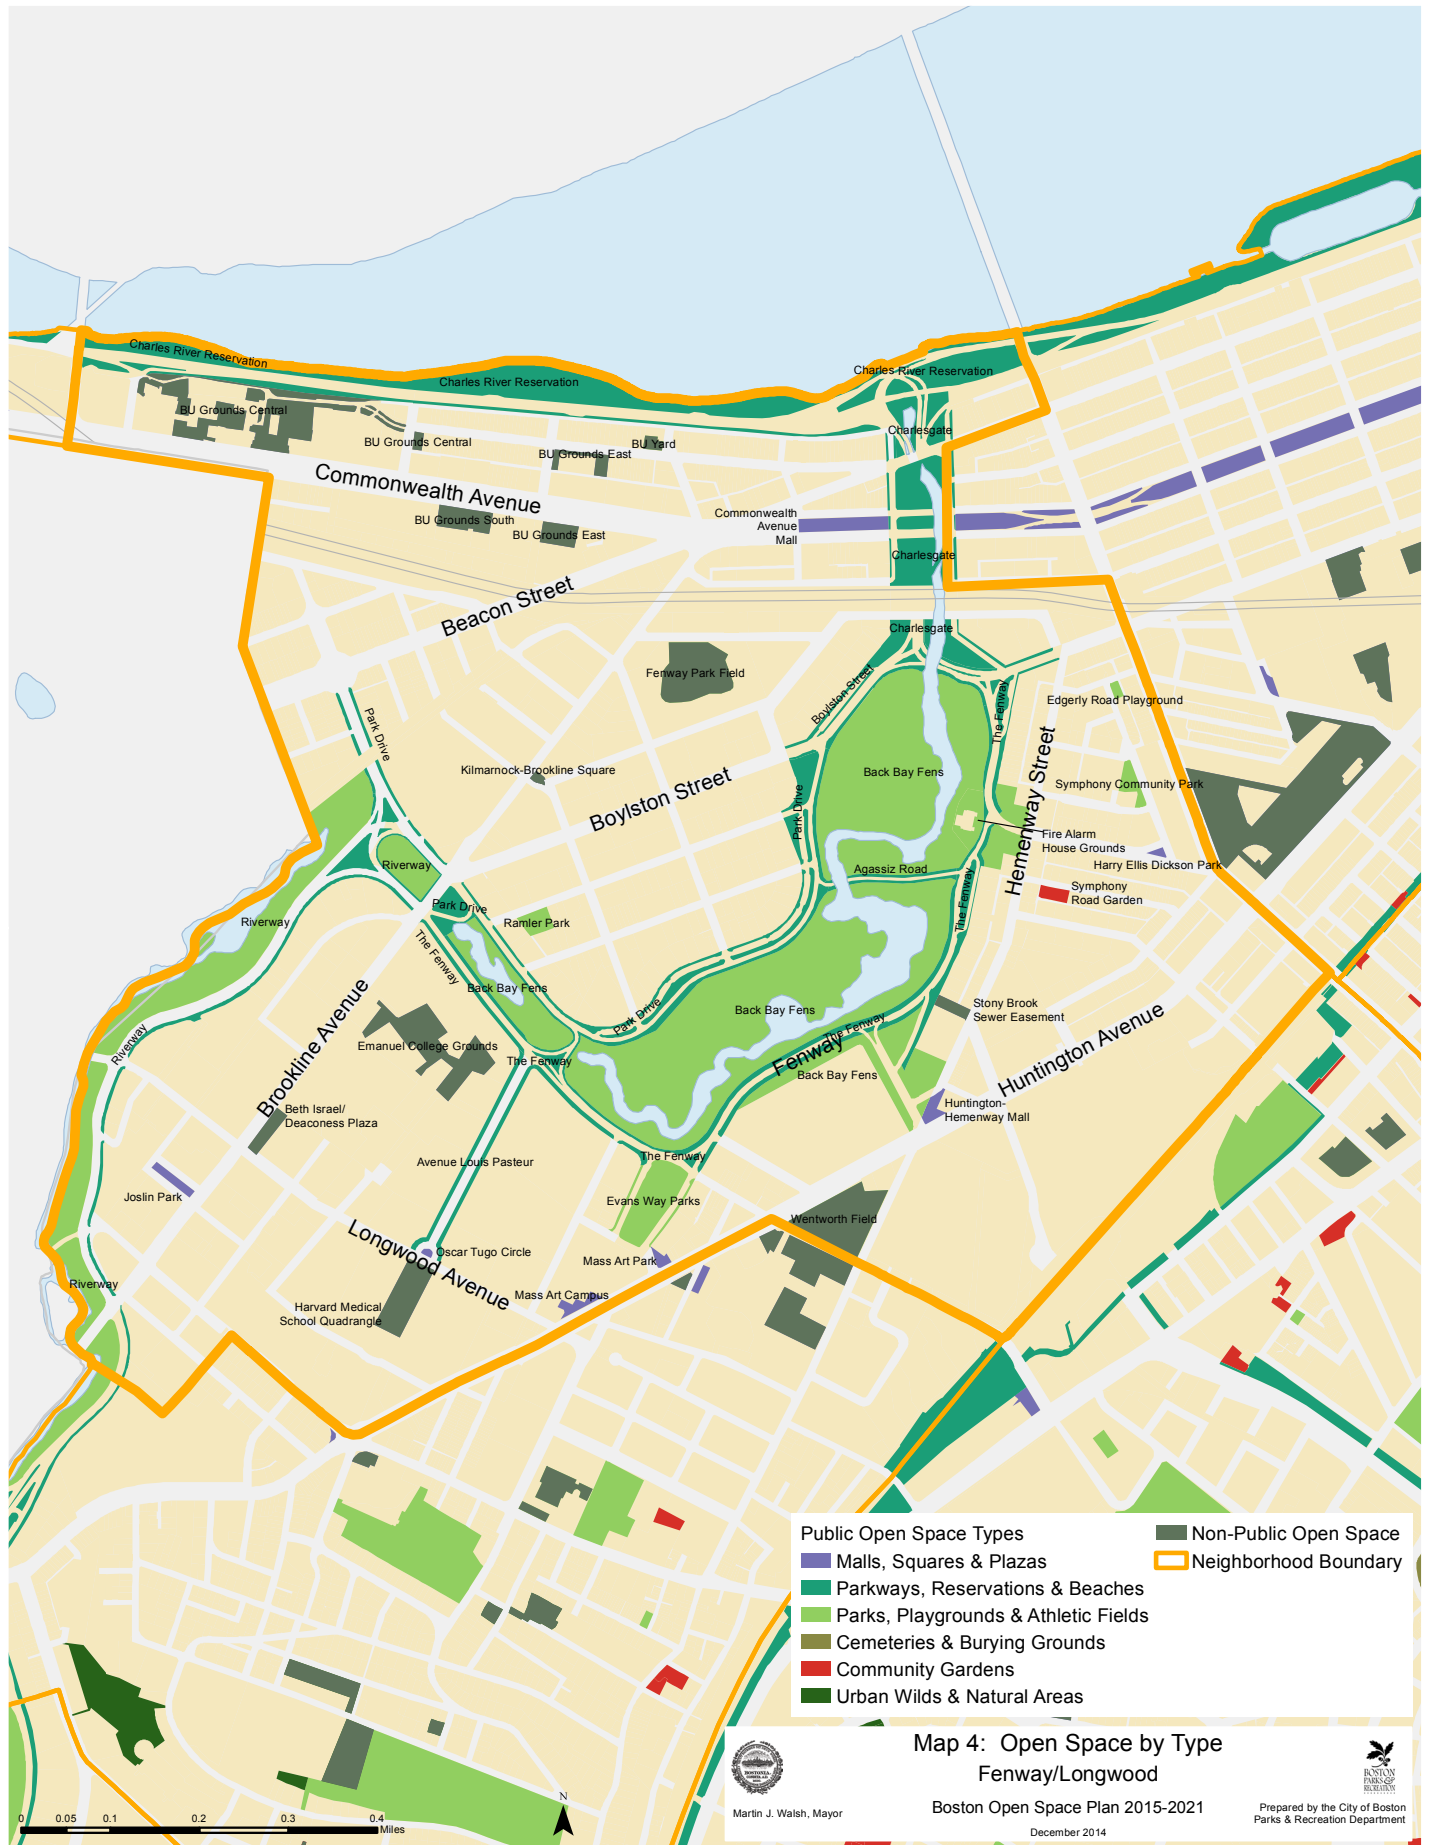 Charles River Reservation
Charles River Reservation
Charles River Reservation
BU Grounds Central
BU Grounds Central
BU Yard
BU Grounds East
Charlesgate
Commonwealth Avenue
BU Grounds South
BU Grounds East
Commonwealth
Avenue
Mall
Charlesgate
Beacon Street
Charlesgate
Fenway Park Field
Boylston Street
The Fenway
Edgerly Road Playground
Park Drive
Kilmarnock-Brookline Square
Boylston Street
Back Bay Fens
Hemenway Street
Symphony Community Park
Park Drive
Fire Alarm
House Grounds
Harry Ellis Dickson Park
Riverway
Agassiz Road
Symphony
Road Garden
Park Drive
The Fenway
Riverway
Ramler Park
The Fenway
Back Bay Fens
Brookline Avenue
Park Drive
Back Bay Fens
Stony Brook
Sewer Easement
Riverway
Emanuel College Grounds
The Fenway
The Fenway
Fenway
Back Bay Fens
Huntington Avenue
Beth Israel/
Deaconess Plaza
Huntington-
Hemenway Mall
Avenue Louis Pasteur
The Fenway
Joslin Park
Evans Way Parks
Wentworth Field
Longwood Avenue
Oscar Tugo Circle
Mass Art Park
Riverway
Mass Art Campus
Harvard Medical
School Quadrangle
Public Open Space Types
Malls, Squares & Plazas
Parkways, Reservations & Beaches
Parks, Playgrounds & Athletic Fields
Cemeteries & Burying Grounds
Community Gardens
Urban Wilds & Natural Areas
Non-Public Open Space
Neighborhood Boundary
Map 4: Open Space by Type
Fenway/Longwood
Boston Open Space Plan 2015-2021
December 2014
Martin J. Walsh, Mayor
BOSTONIA
BOSTON
PARKS &
RECREATION
Prepared by the City of Boston
Parks & Recreation Department
N
0 0.05 0.1 0.2 0.3 0.4
Miles